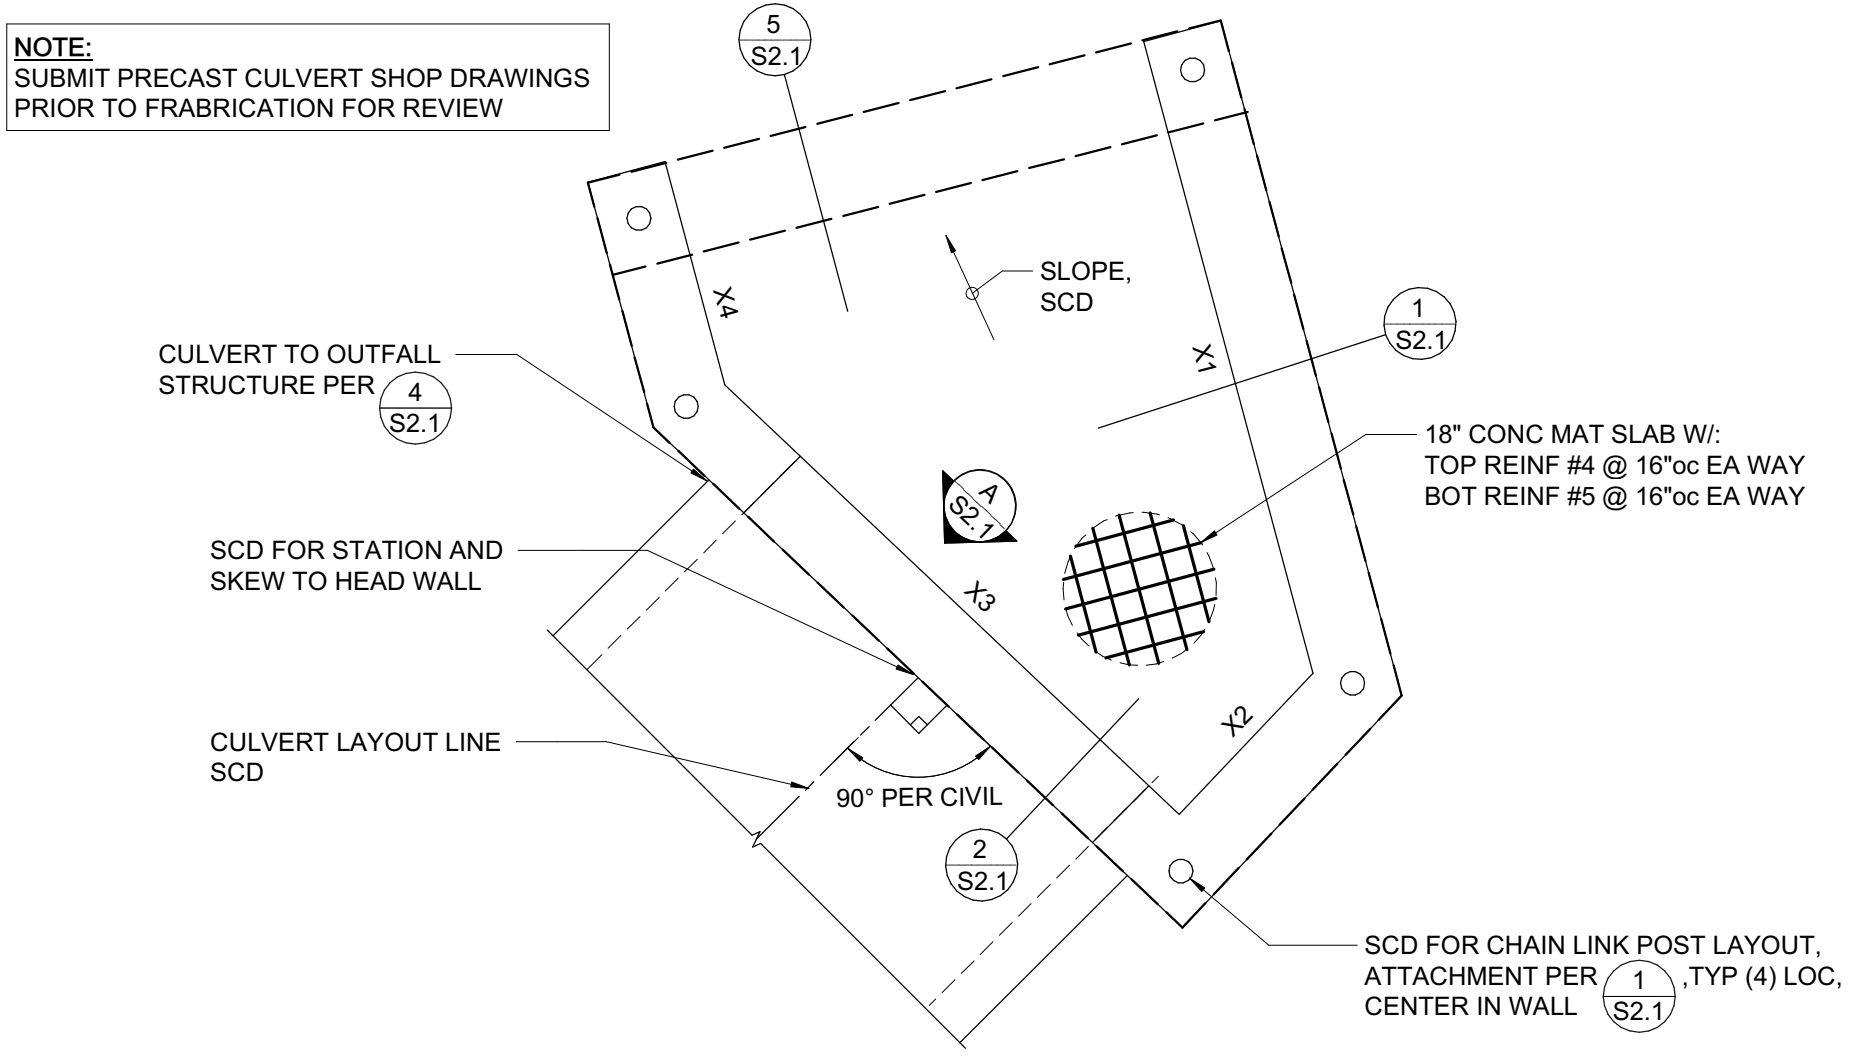 NOTE:
SUBMIT PRECAST CULVERT SHOP DRAWINGS
PRIOR TO FRABRICATION FOR REVIEW
5
S2.1
SLOPE,
SCD
X4
X1
1
S2.1
CULVERT TO OUTFALL
STRUCTURE PER
4
S2.1
18" CONC MAT SLAB W/:
TOP REINF #4 @ 16"oc EA WAY
BOT REINF #5 @ 16"oc EA WAY
A
S2.1
SCD FOR STATION AND
SKEW TO HEAD WALL
X3
X2
CULVERT LAYOUT LINE
SCD
90° PER CIVIL
2
S2.1
SCD FOR CHAIN LINK POST LAYOUT,
ATTACHMENT PER 1 ,TYP (4) LOC,
CENTER IN WALL S2.1